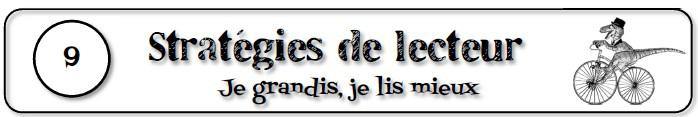 9
Stratégies de lecteur
Je grandis, je lis mieux